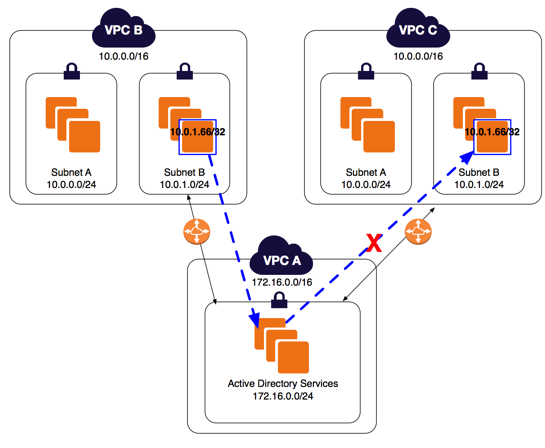 VPC B
10.0.0.0/16
10.0.1.66/32
Subnet A
10.0.0.0/24
Subnet B
10.0.1.0/24
VPC C
10.0.0.0/16
10.0.1.66/32
Subnet A
10.0.0.0/24
Subnet B
10.0.1.0/24
X
VPC A
172.16.0.0/16
Active Directory Services
172.16.0.0/24